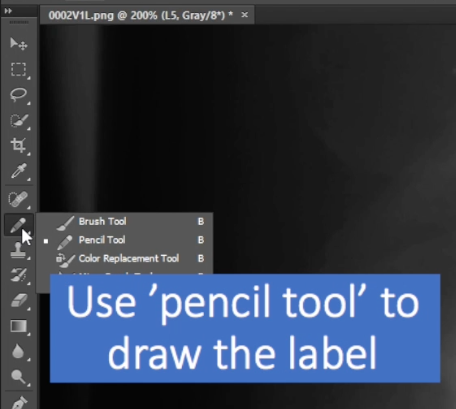 0002V1L.png @ 200% (L5, Gray/8*) * ×
Brush Tool B
Pencil Tool B
Color Replacement Tool B
Use ’pencil tool’ to
draw the label